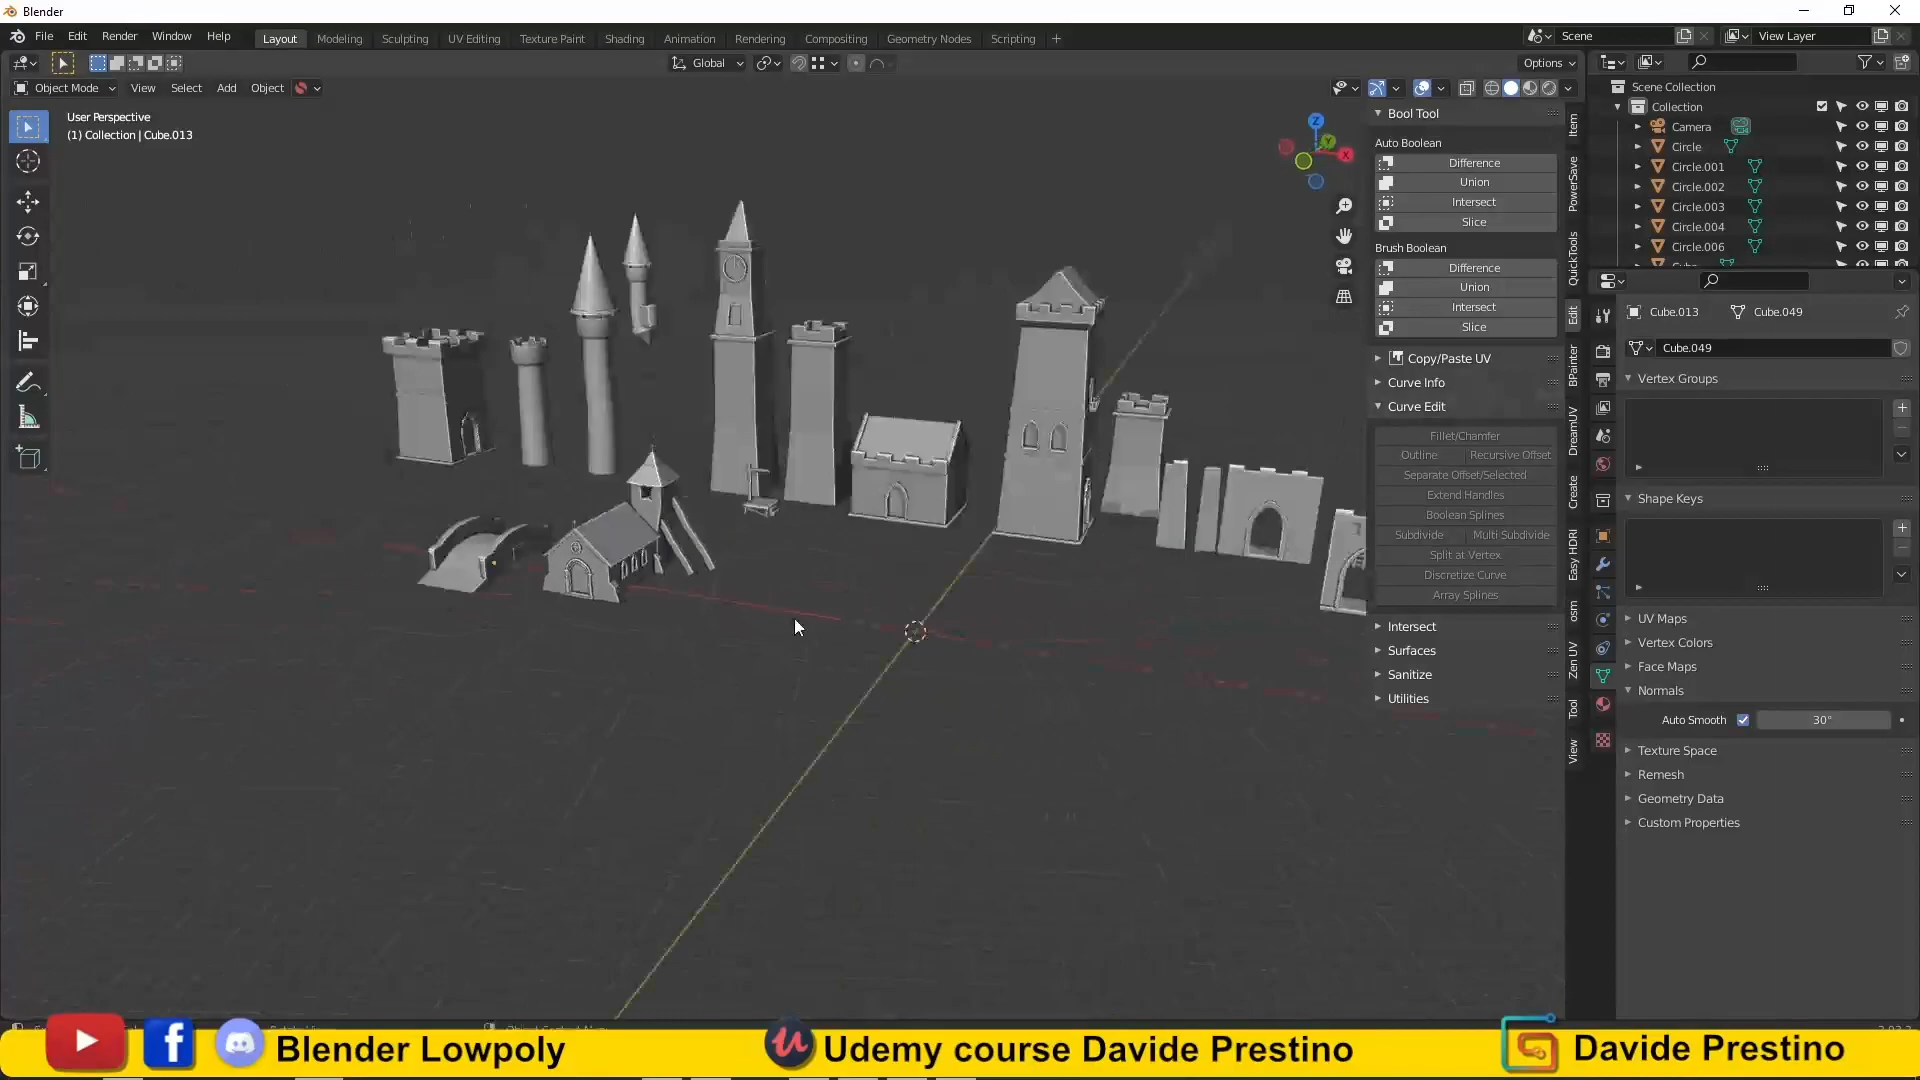 Blender
File Edit Render Window Help
Layout Modeling Sculpting UV Editing Texture Paint Shading Animation Rendering Compositing Geometry Nodes Scripting +
Scene
View Layer
Global
Options
Object Mode View Select Add Object
User Perspective
(1) Collection | Cube.013
Z
Y
X
Bool Tool
Auto Boolean
Difference
Union
Intersect
Slice
Brush Boolean
Difference
Union
Intersect
Slice
Copy/Paste UV
Curve Info
Curve Edit
Fillet/Chamfer
Outline Recursive Offset
Separate Offset/Selected
Extend Handles
Boolean Splines
Subdivide Multi Subdivide
Split at Vertex
Discretize Curve
Array Splines
Intersect
Surfaces
Sanitize
Utilities
Item
PowerSave
QuickTools
Edit
BPainter
DreamUV
Create
Easy HDRI
osm
Zen UV
Tool
View
Scene Collection
Collection
Camera
Circle
Circle.001
Circle.002
Circle.003
Circle.004
Circle.006
Cube.013 Cube.049
Cube.049
Vertex Groups
Shape Keys
UV Maps
Vertex Colors
Face Maps
Normals
Auto Smooth 30°
Texture Space
Remesh
Geometry Data
Custom Properties
Blender Lowpoly
Udemy course Davide Prestino
Davide Prestino